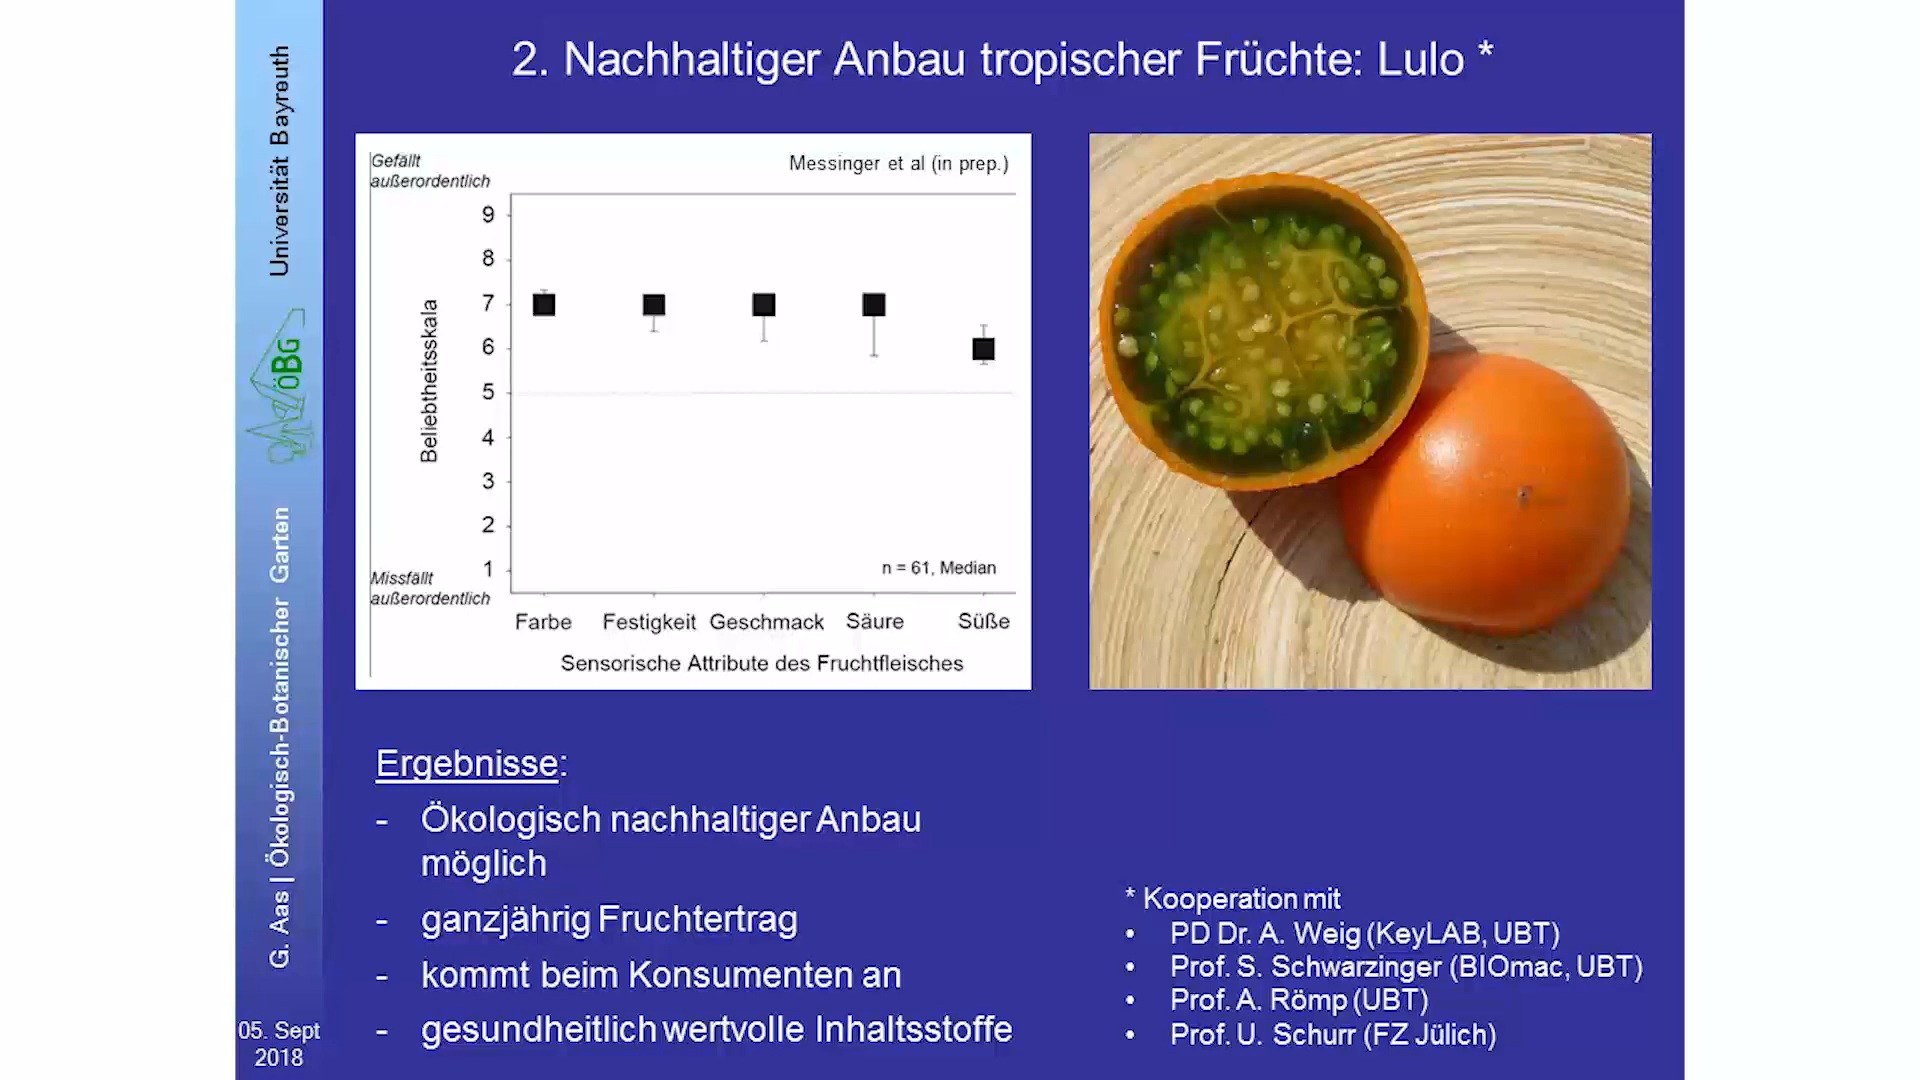 2. Nachhaltiger Anbau tropischer Früchte: Lulo *
Universität Bayreuth
ÖBG
G. Aas | Ökologisch-Botanischer Garten
05. Sept
2018
Gefällt
außerordentlich
Messinger et al (in prep.)
Beliebtheitsskala
9
8
7
6
5
4
3
2
1
n = 61, Median
Missfällt
außerordentlich
Farbe Festigkeit Geschmack Säure Süße
Sensorische Attribute des Fruchtfleisches
Ergebnisse:
- Ökologisch nachhaltiger Anbau
möglich
- ganzjährig Fruchtertrag
- kommt beim Konsumenten an
- gesundheitlich wertvolle Inhaltsstoffe
* Kooperation mit
• PD Dr. A. Weig (KeyLAB, UBT)
• Prof. S. Schwarzinger (BIOmac, UBT)
• Prof. A. Römp (UBT)
• Prof. U. Schurr (FZ Jülich)